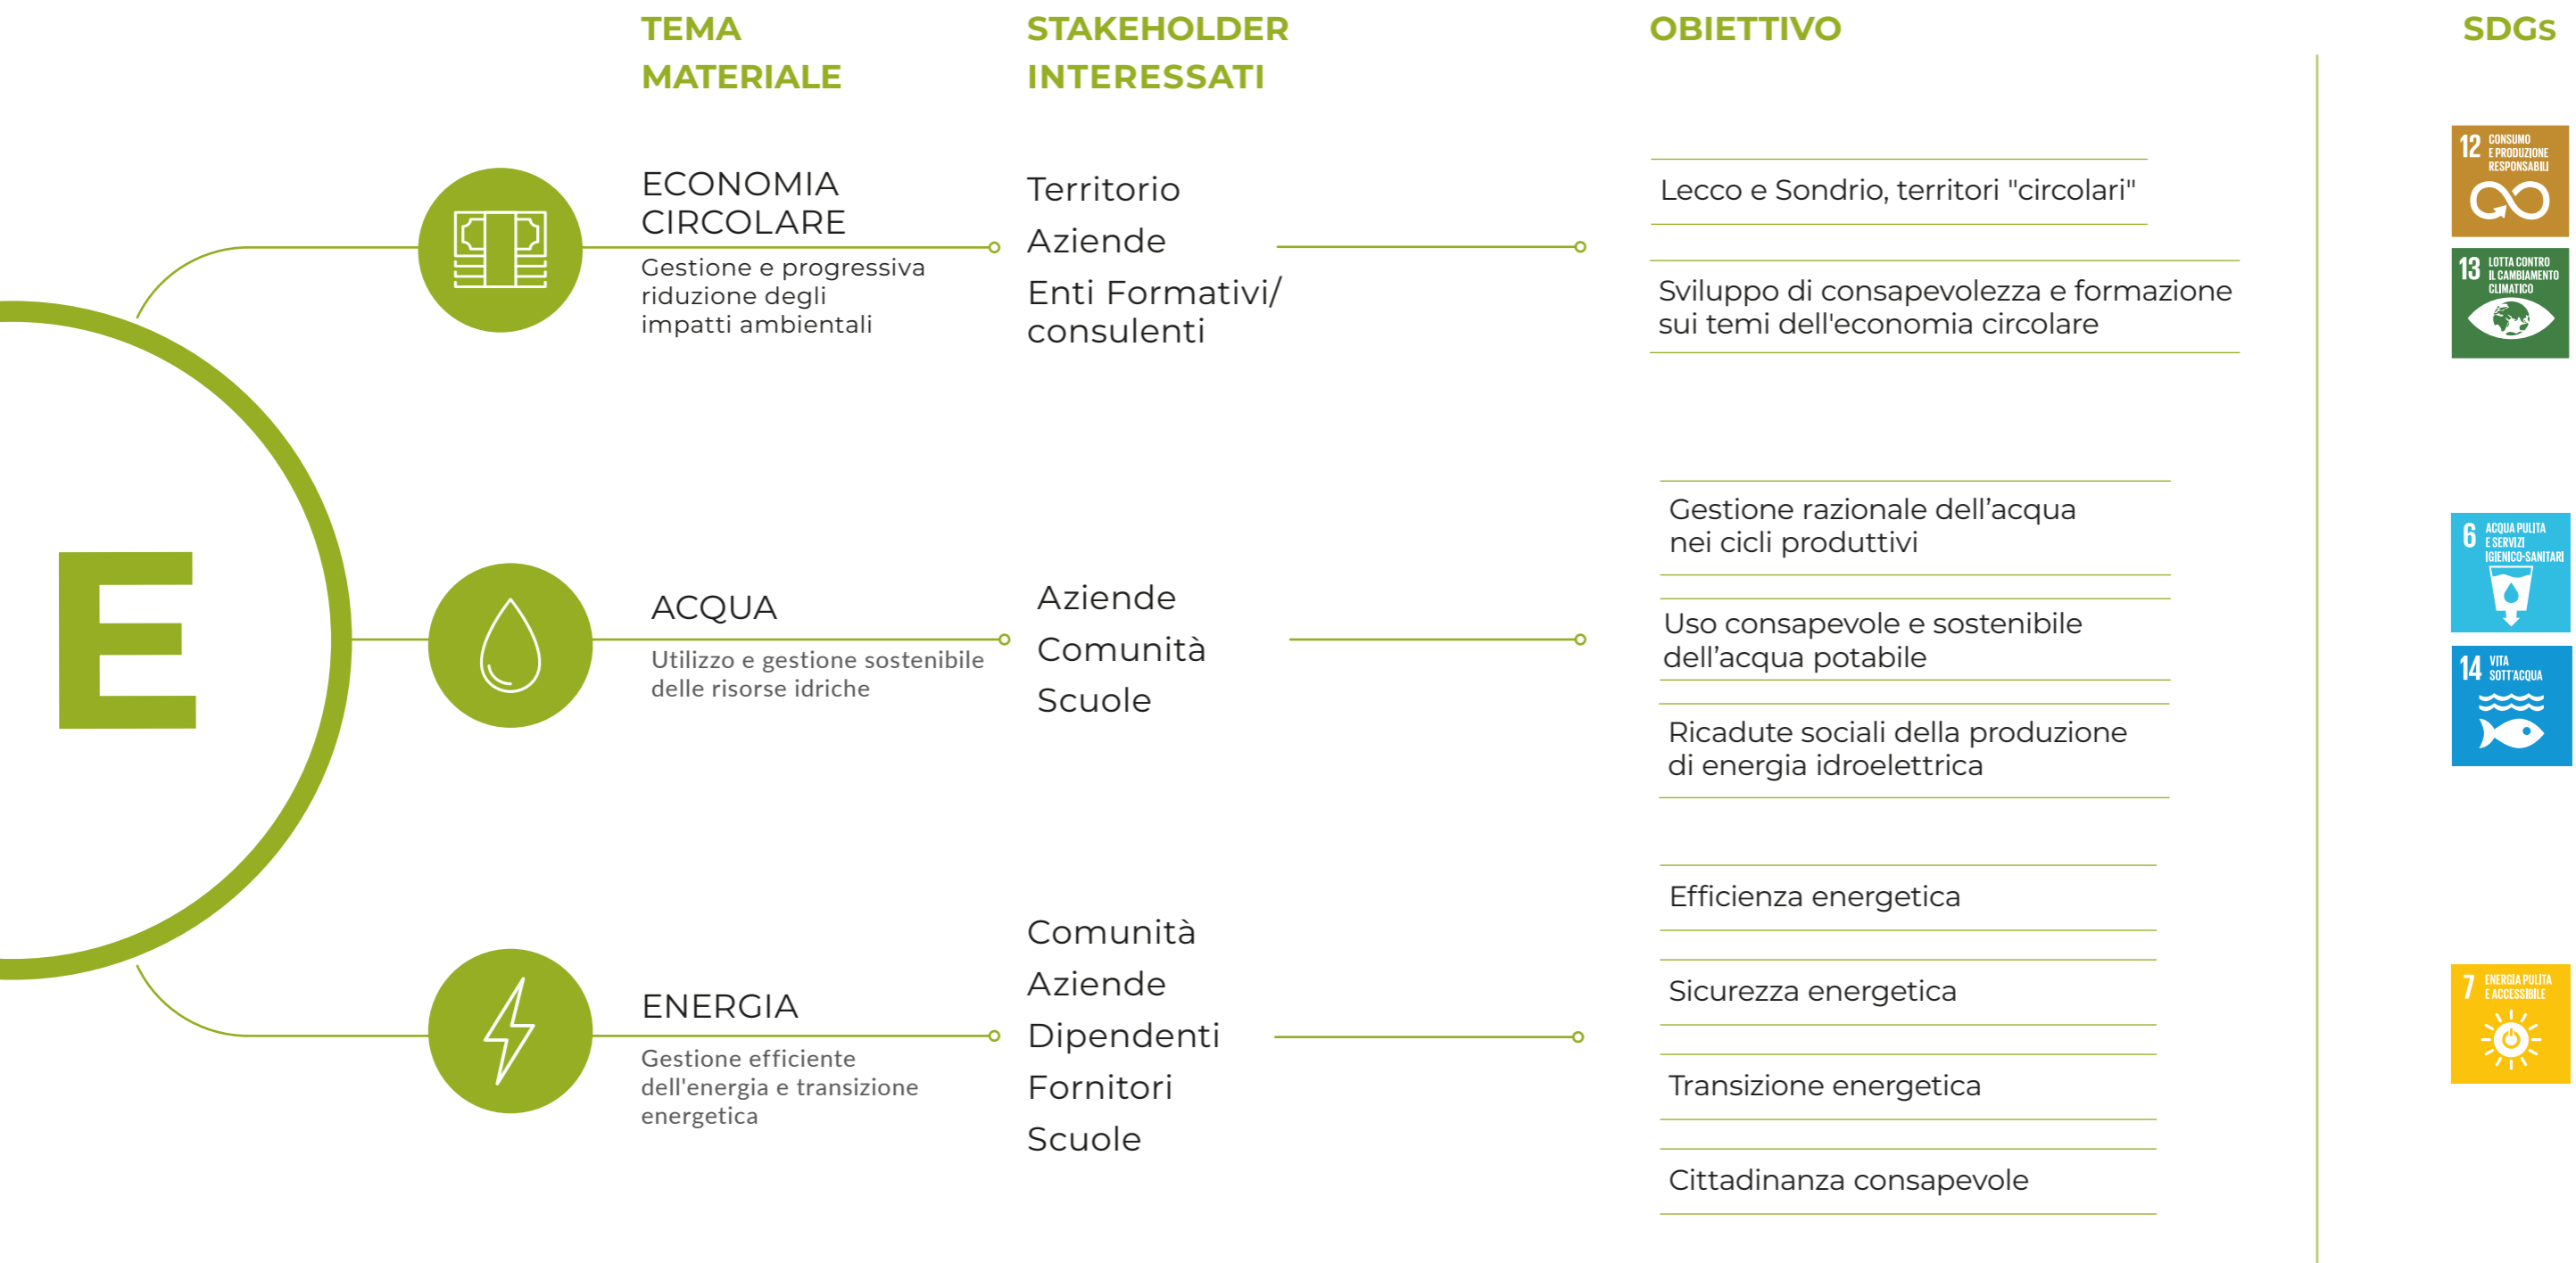 TEMA
MATERIALE
STAKEHOLDER
INTERESSATI
OBIETTIVO
SDGs
E
ECONOMIA
CIRCOLARE
Gestione e progressiva
riduzione degli
impatti ambientali
Territorio
Aziende
Enti Formativi/
consulenti
Lecco e Sondrio, territori "circolari"
Sviluppo di consapevolezza e formazione
sui temi dell'economia circolare
12 CONSUMO
E PRODUZIONE
RESPONSABILI
13 LOTTA CONTRO
IL CAMBIAMENTO
CLIMATICO
ACQUA
Utilizzo e gestione sostenibile
delle risorse idriche
Aziende
Comunità
Scuole
Gestione razionale dell’acqua
nei cicli produttivi
Uso consapevole e sostenibile
dell’acqua potabile
Ricadute sociali della produzione
di energia idroelettrica
6 ACQUA PULITA
E SERVIZI
IGIENICO-SANITARI
14 VITA
SOTT'ACQUA
ENERGIA
Gestione efficiente
dell'energia e transizione
energetica
Comunità
Aziende
Dipendenti
Fornitori
Scuole
Efficienza energetica
Sicurezza energetica
Transizione energetica
Cittadinanza consapevole
7 ENERGIA PULITA
E ACCESSIBILE